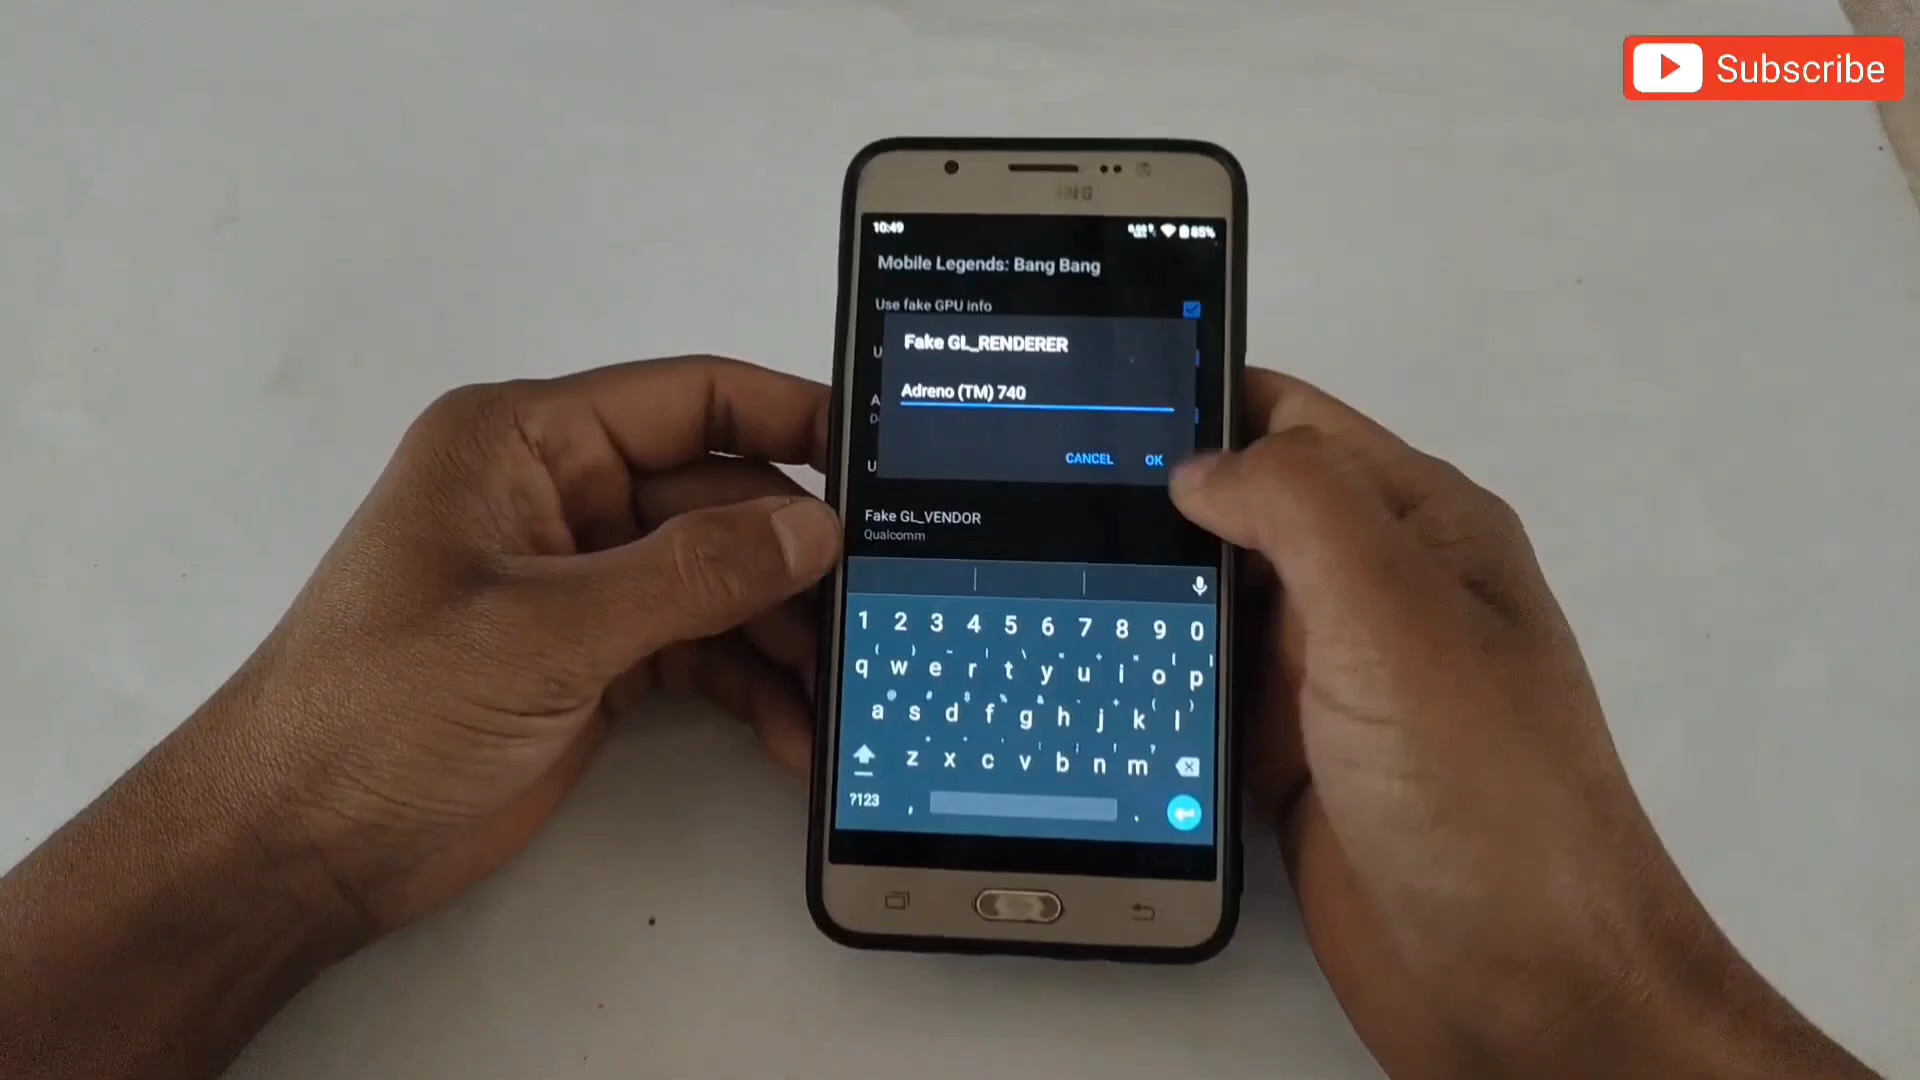 Subscribe
10:49
85%
Mobile Legends: Bang Bang
Use fake GPU info
Fake GL_RENDERER
U
Adreno (TM) 740
A
D
CANCEL OK
U
Fake GL_VENDOR
Qualcomm
1 2 3 4 5 6 7 8 9 0
q w e r t y u i o p
a s d f g h j k l
z x c v b n m
?123 , .